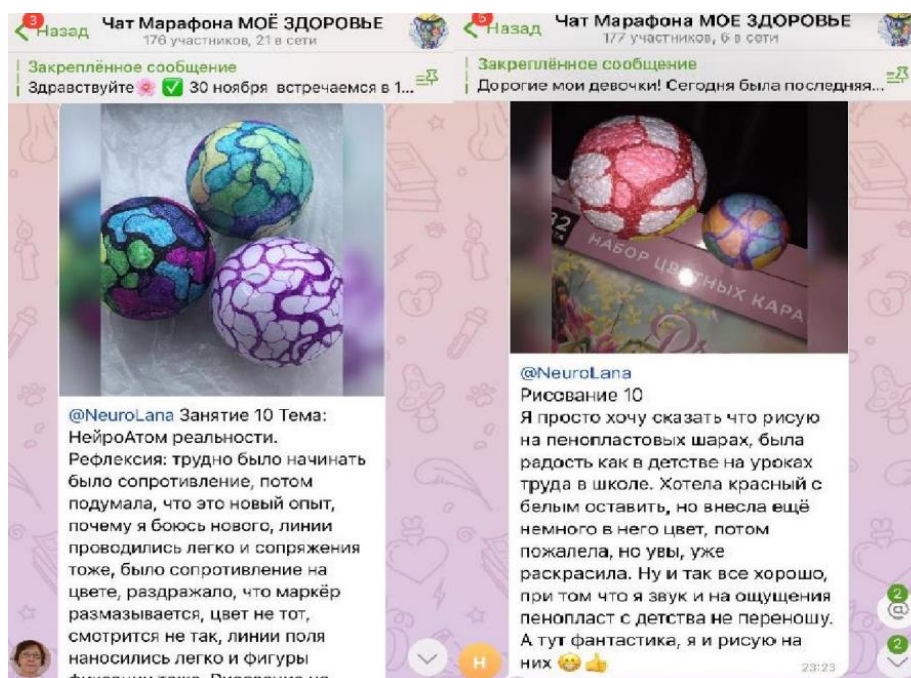 3
Назад
Чат Марафона МОЁ ЗДОРОВЬЕ
176 участников, 21 в сети
Закреплённое сообщение
Здравствуйте🌸 ✅ 30 ноября встречаемся в 1...
@NeuroLana Занятие 10 Тема:
НейроАтом реальности.
Рефлексия: трудно было начинать
было сопротивление, потом
подумала, что это новый опыт,
почему я боюсь нового, линии
проводились легко и сопряжения
тоже, было сопротивление на
цвете, раздражало, что маркёр
размазывается, цвет не тот,
смотрится не так, линии поля
наносились легко и фигуры
5
Назад
Чат Марафона МОЕ ЗДОРОВЬЕ
177 участников, 6 в сети
Закреплённое сообщение
Дорогие мои девочки! Сегодня была последняя...
32
НАБОР ЦВЕТНЫХ КАРА
@NeuroLana
Рисование 10
Я просто хочу сказать что рисую
на пенопластовых шарах, была
радость как в детстве на уроках
труда в школе. Хотела красный с
белым оставить, но внесла ещё
немного в него цвет, потом
пожалела, но увы, уже
раскрасила. Ну и так все хорошо,
при том что я звук и на ощущения
пенопласт с детства не переношу.
А тут фантастика, я и рисую на
них 😁👍
23:23
2
@
2
Н